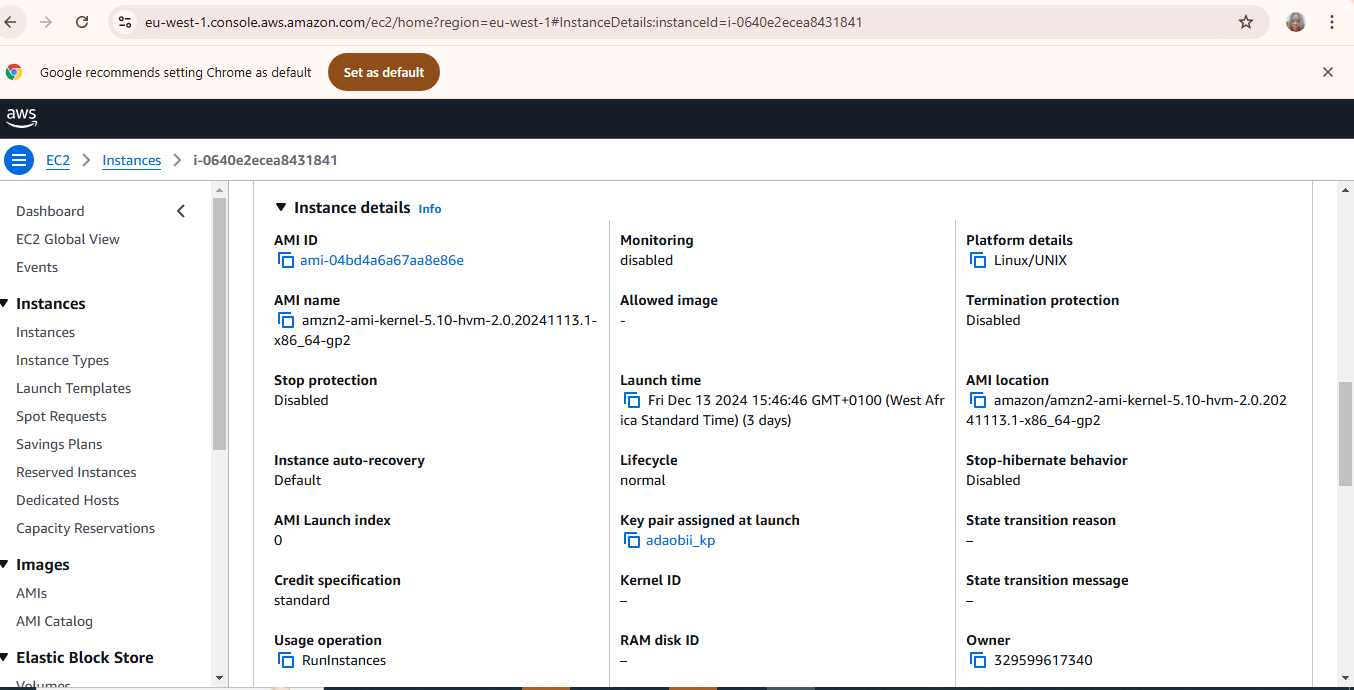 eu-west-1.console.aws.amazon.com/ec2/home?region=eu-west-1#InstanceDetails:instanceId=i-0640e2ecea8431841
Google recommends setting Chrome as default
Set as default
aws
EC2
Instances
i-0640e2ecea8431841
Dashboard
EC2 Global View
Events
Instances
Instances
Instance Types
Launch Templates
Spot Requests
Savings Plans
Reserved Instances
Dedicated Hosts
Capacity Reservations
Images
AMIs
AMI Catalog
Elastic Block Store
Volumes
Instance details Info
AMI ID
ami-04bd4a6a67aa8e86e
Monitoring
disabled
Platform details
Linux/UNIX
AMI name
amzn2-ami-kernel-5.10-hvm-2.0.20241113.1-
x86_64-gp2
Allowed image
-
Termination protection
Disabled
Stop protection
Disabled
Launch time
Fri Dec 13 2024 15:46:46 GMT+0100 (West Afr
ica Standard Time) (3 days)
AMI location
amazon/amzn2-ami-kernel-5.10-hvm-2.0.202
41113.1-x86_64-gp2
Instance auto-recovery
Default
Lifecycle
normal
Stop-hibernate behavior
Disabled
AMI Launch index
0
Key pair assigned at launch
adaobii_kp
State transition reason
–
Credit specification
standard
Kernel ID
–
State transition message
–
Usage operation
RunInstances
RAM disk ID
–
Owner
329599617340